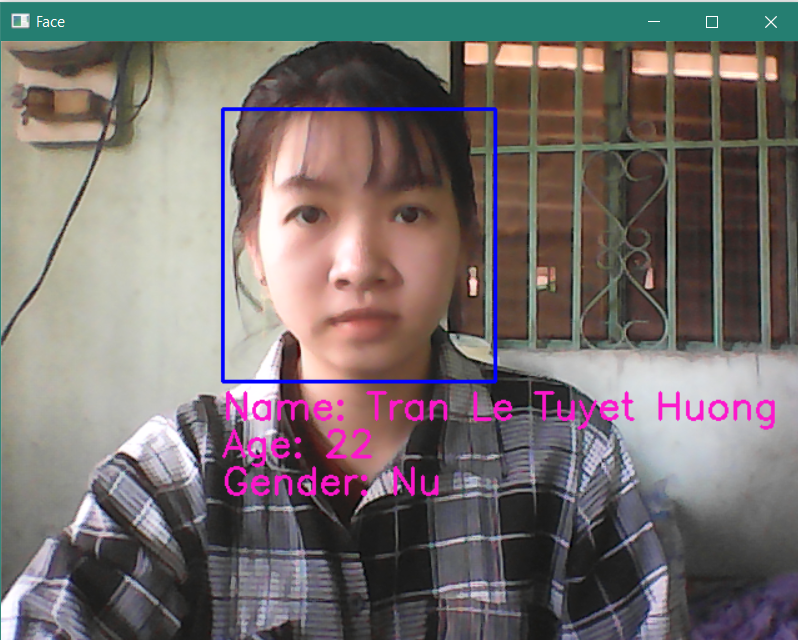 Face
Name: Tran Le Tuyet Huong
Age: 22
Gender: Nu